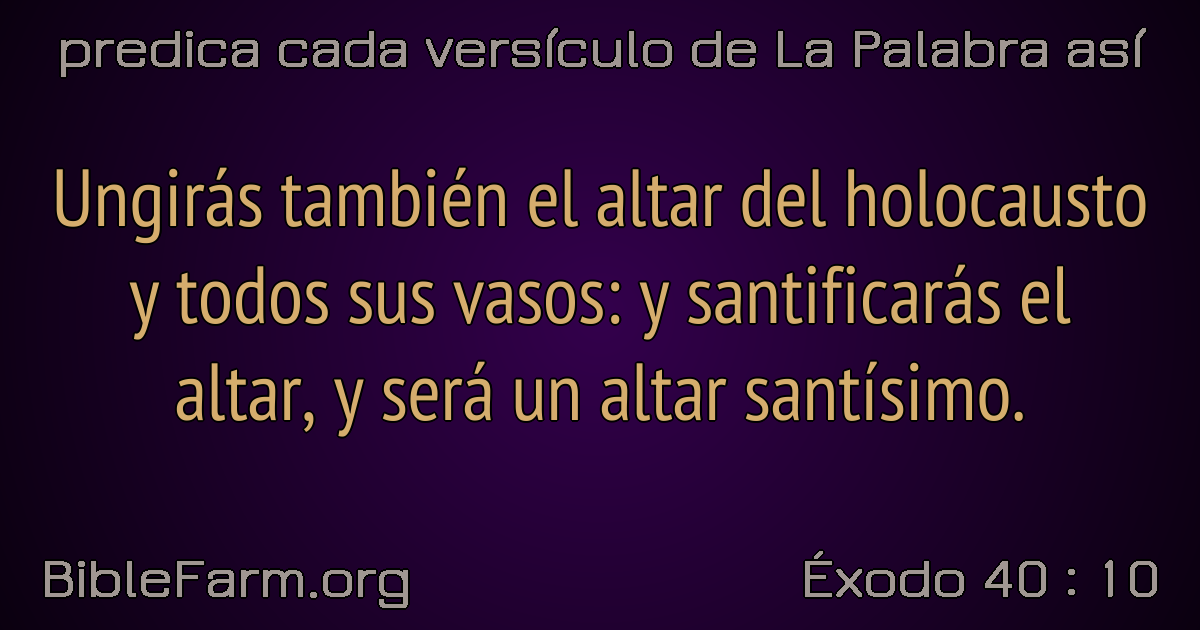 predica cada versículo de La Palabra así
Ungirás también el altar del holocausto
y todos sus vasos: y santificarás el
altar, y será un altar santísimo.
BibleFarm.org
Éxodo 40 : 10